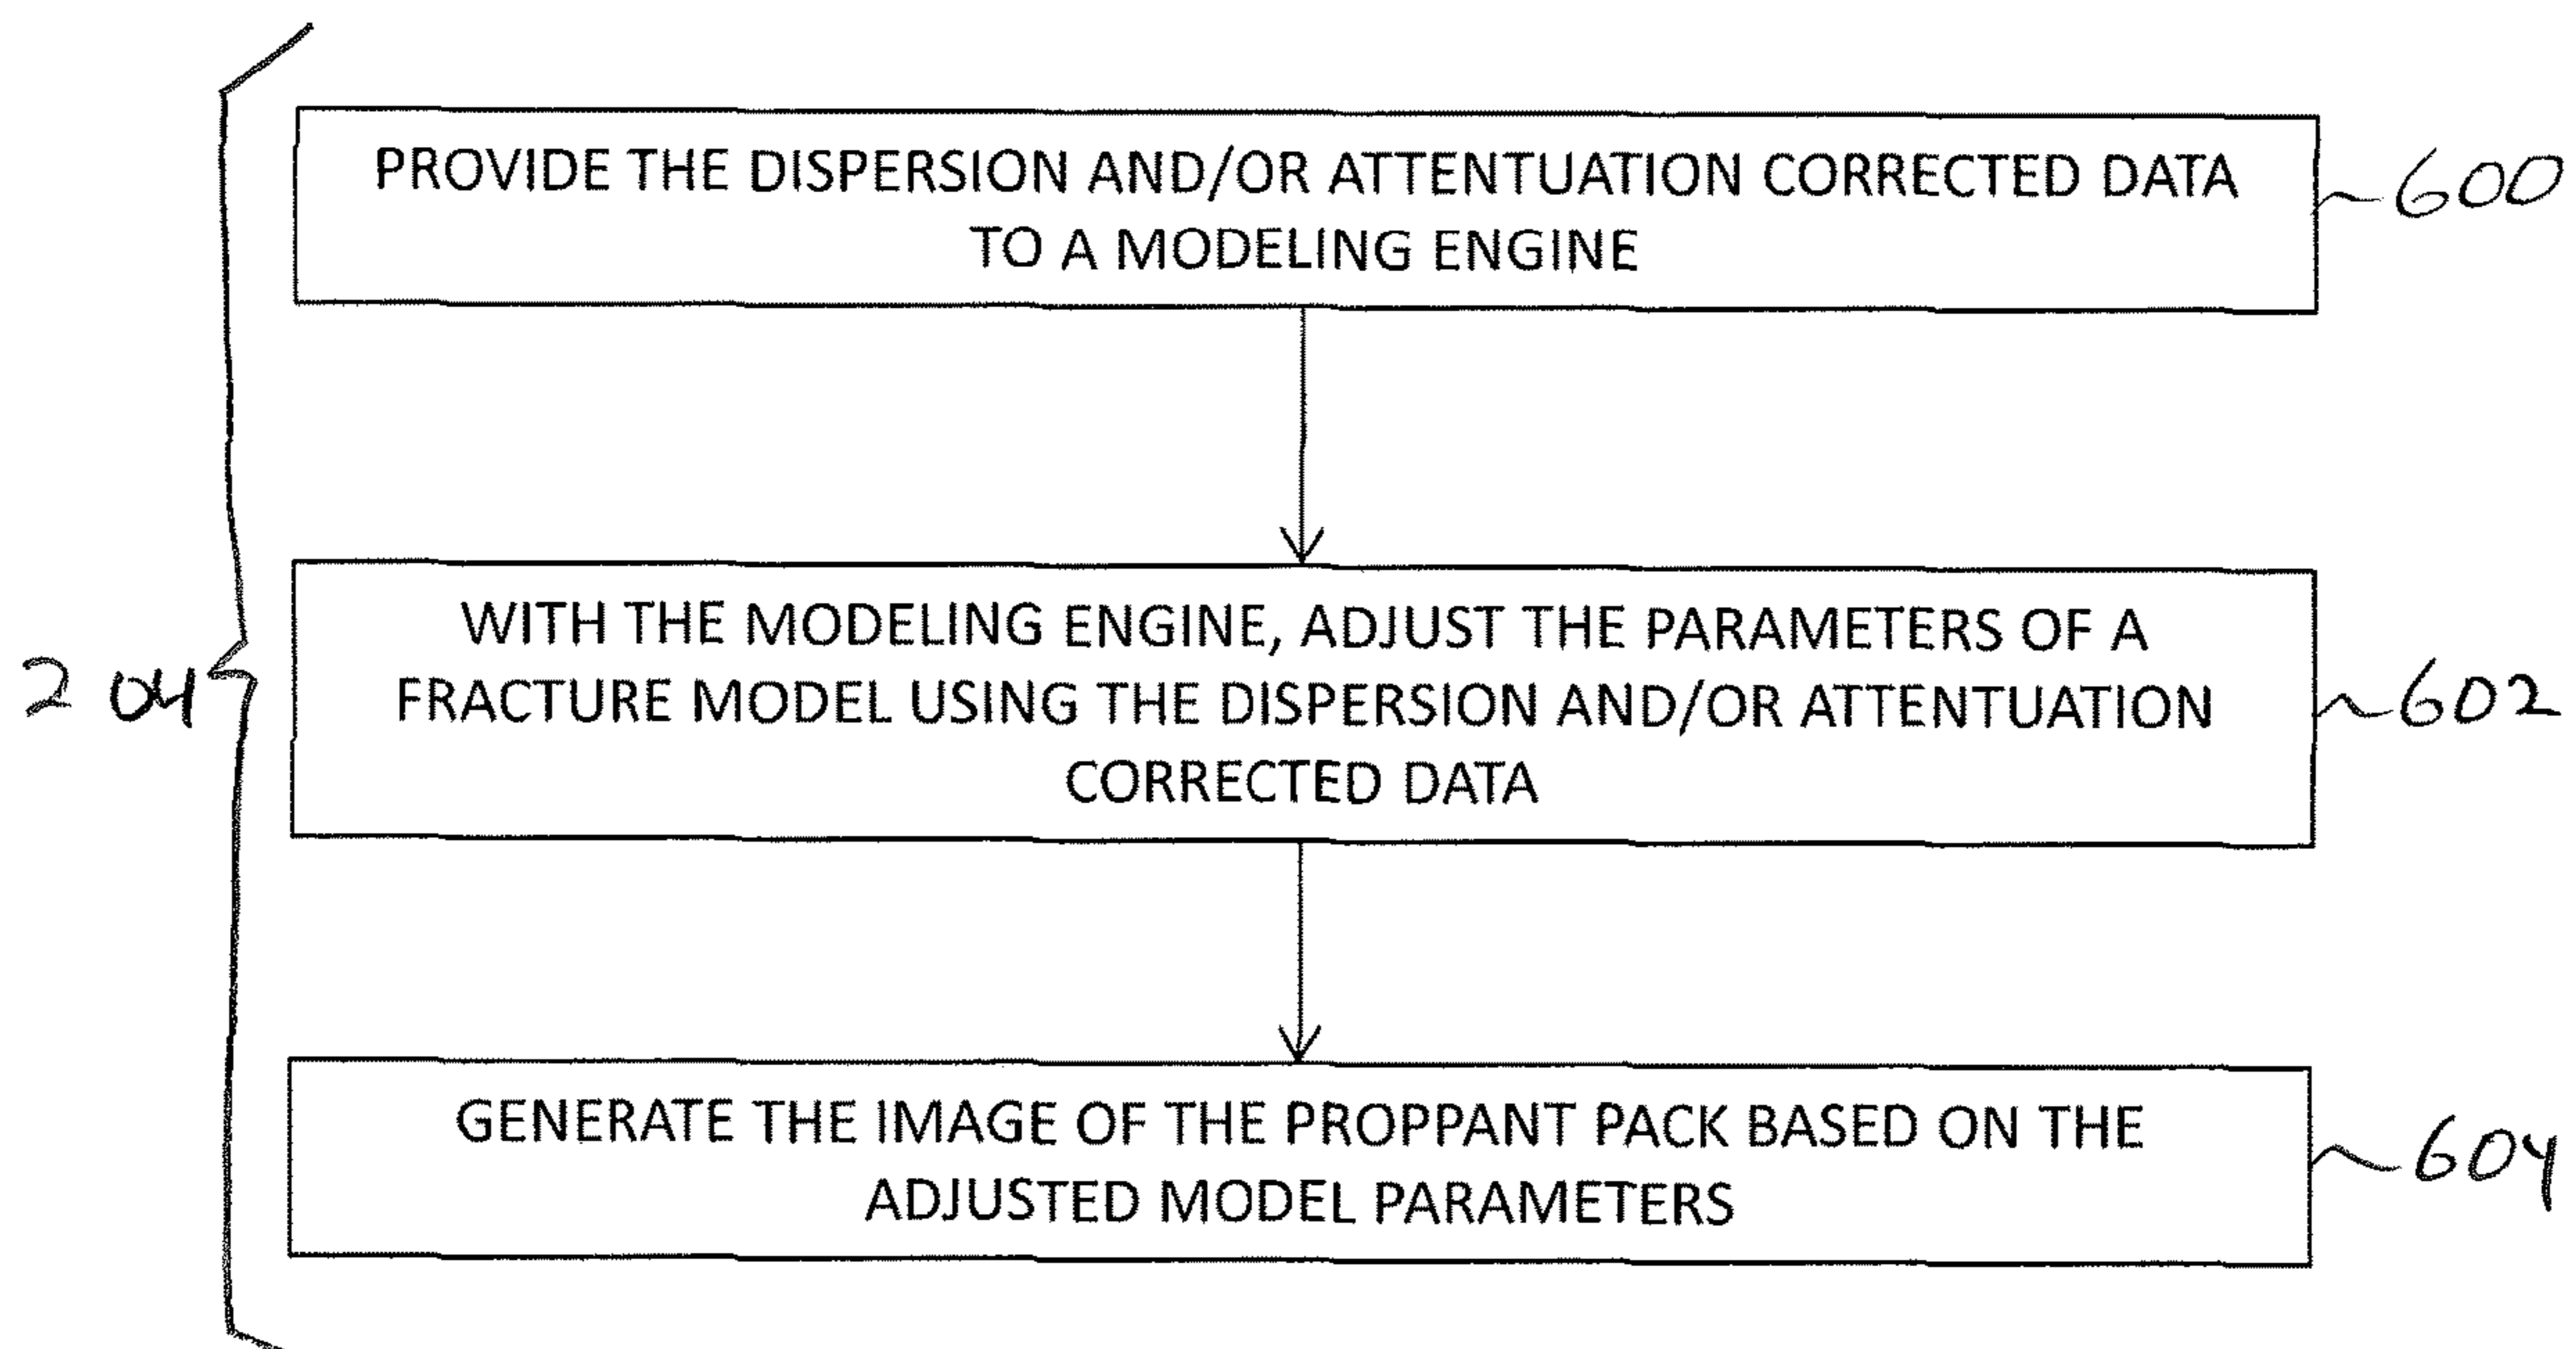 PROVIDE THE DISPERSION AND/OR ATTENTUATION CORRECTED DATA
TO A MODELING ENGINE
600
WITH THE MODELING ENGINE, ADJUST THE PARAMETERS OF A
FRACTURE MODEL USING THE DISPERSION AND/OR ATTENTUATION
CORRECTED DATA
204
602
GENERATE THE IMAGE OF THE PROPPANT PACK BASED ON THE
ADJUSTED MODEL PARAMETERS
604